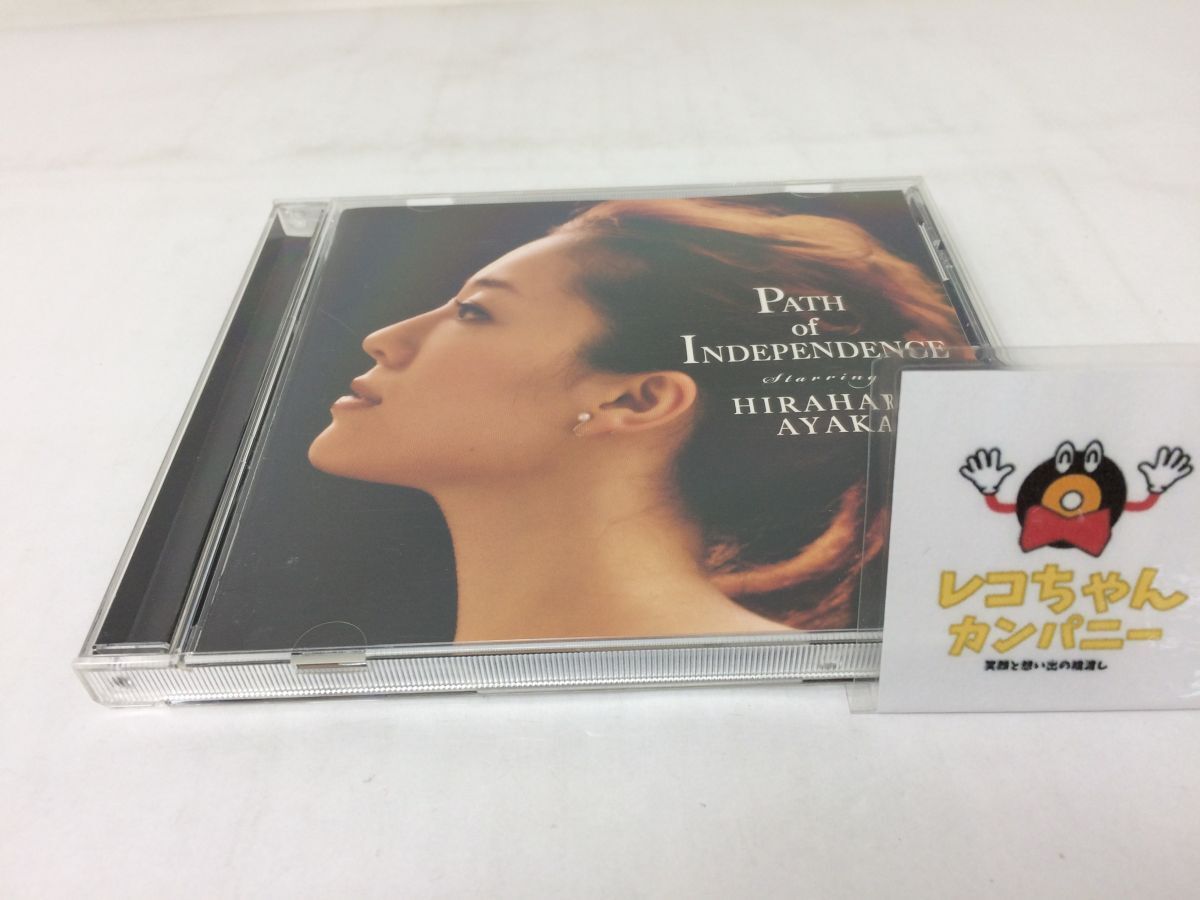 PATH
of
INDEPENDENCE
Starring
HIRAHAR
AYAKA
レコちゃん
カンパニー
笑顔と想い出の橋渡し